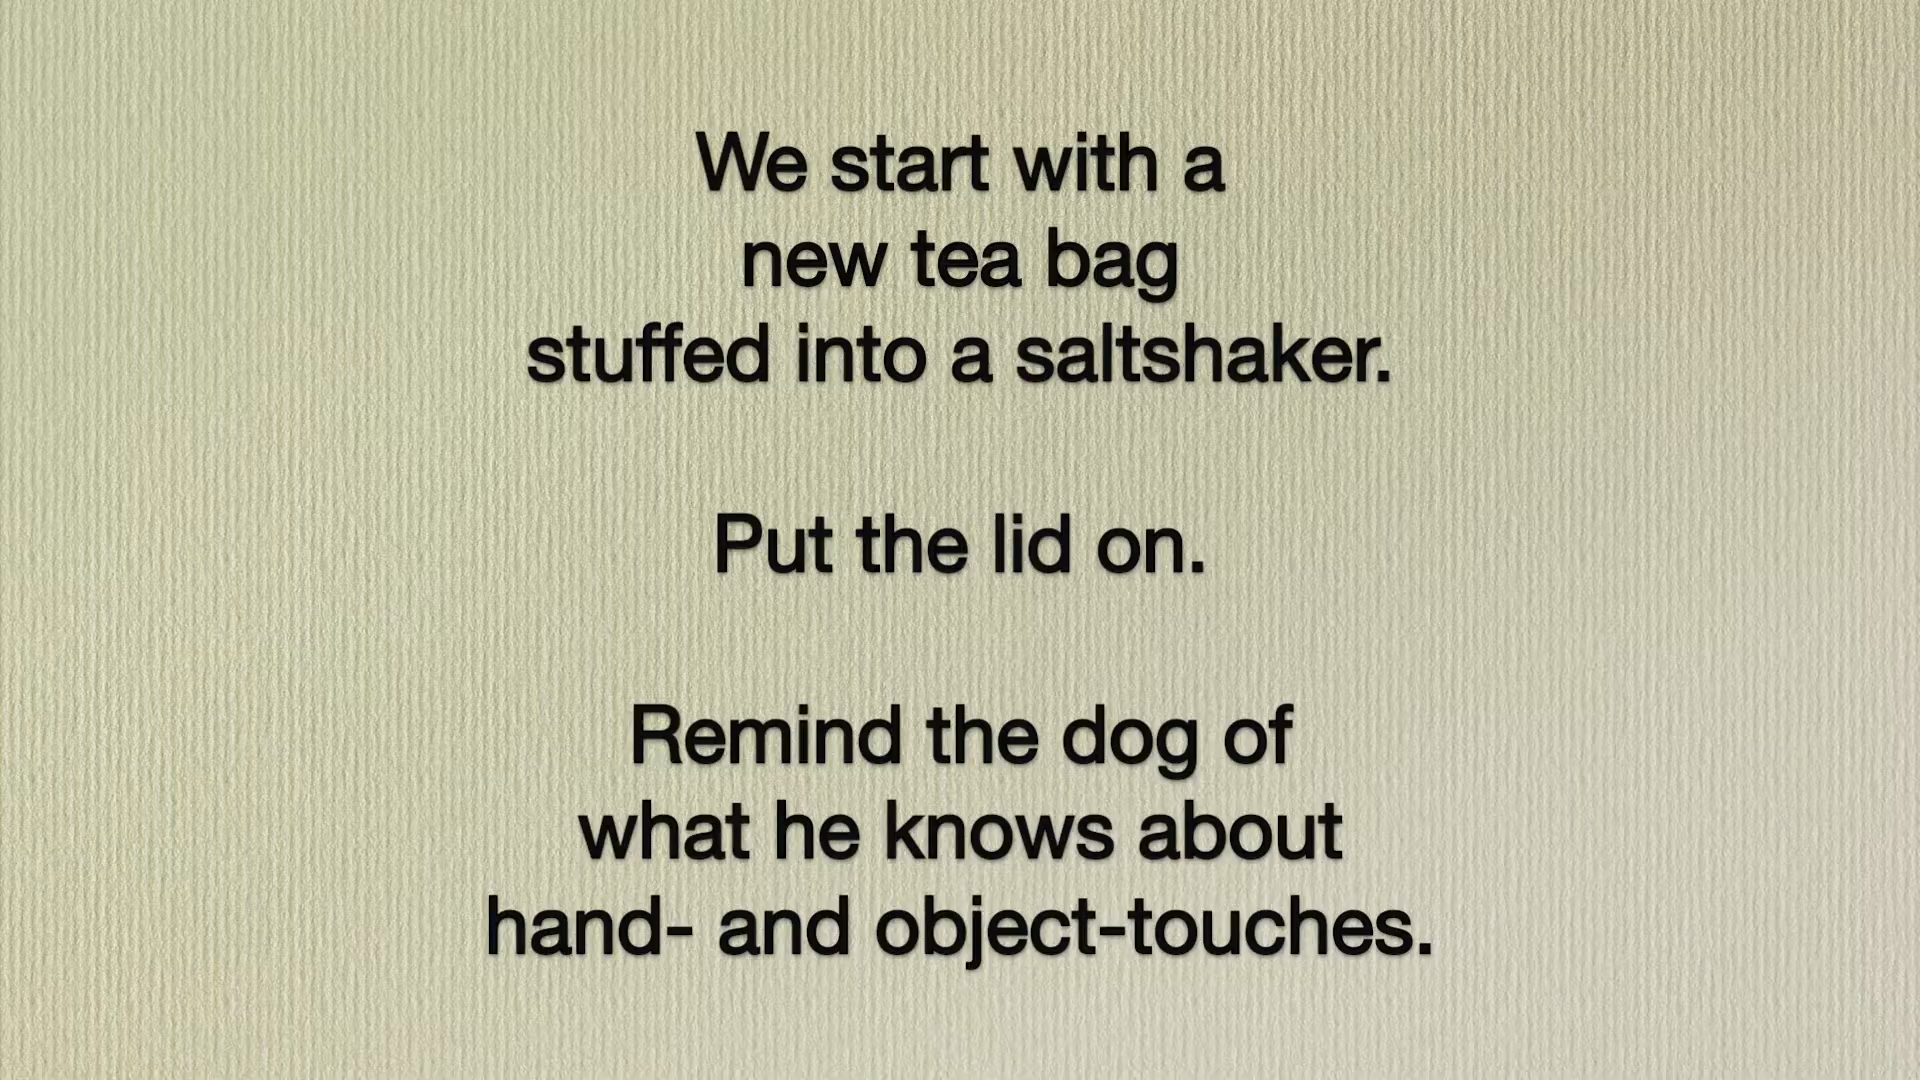 We start with a
new tea bag
stuffed into a saltshaker.
Put the lid on.
Remind the dog of
what he knows about
hand- and object-touches.